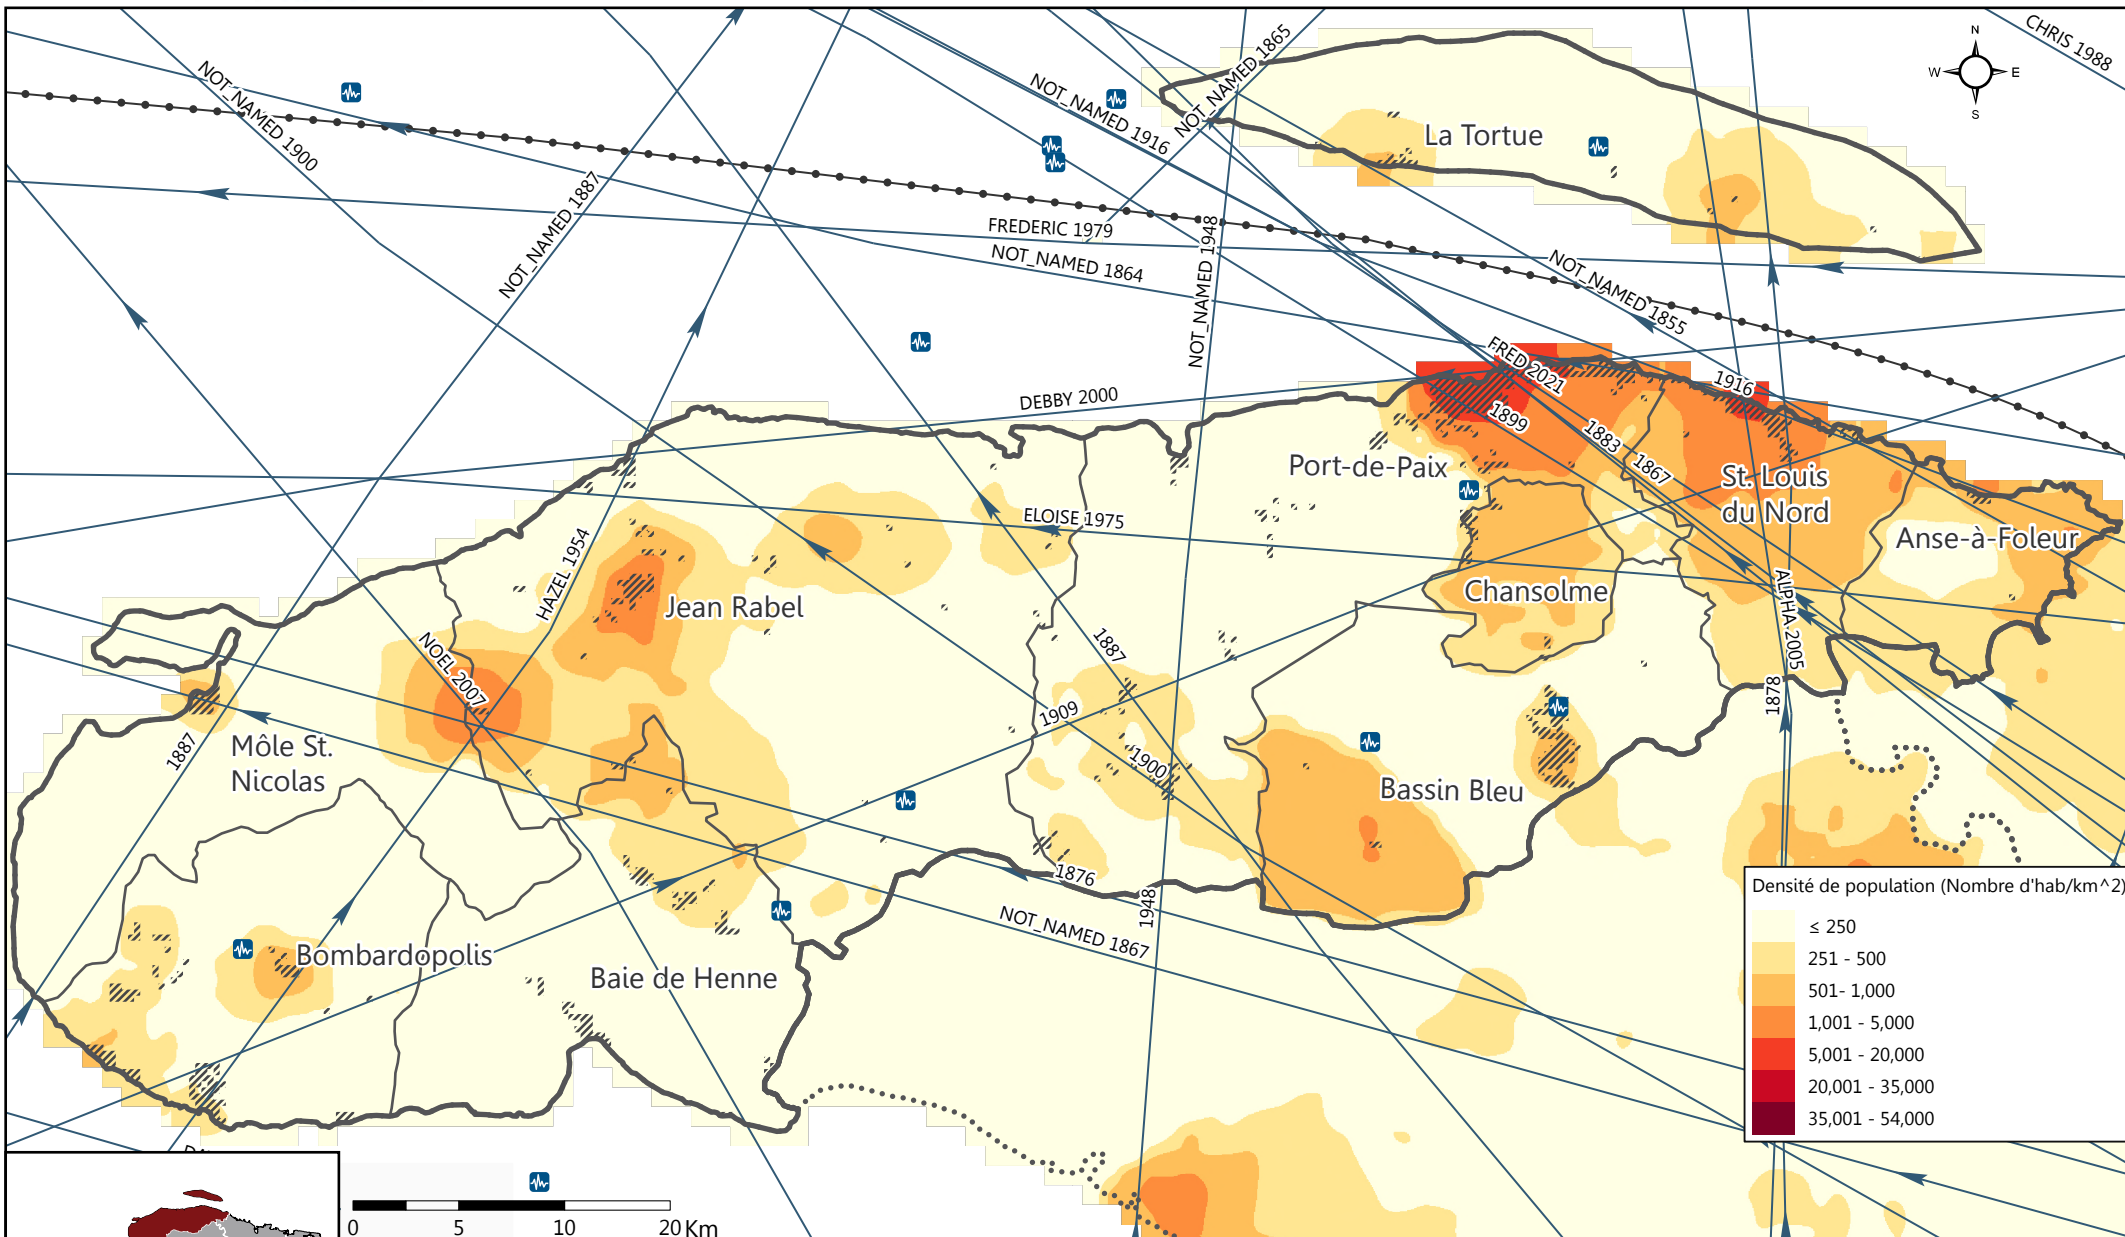 CHRIS 1988
N
W
E
S
NOT_NAMED 1865
NOT_NAMED 1900
NOT_NAMED 1916
La Tortue
NOT_NAMED 1887
FREDERIC 1979
NOT_NAMED 1864
NOT_NAMED 1948
NOT_NAMED 1855
FRED 2021
1916
DEBBY 2000
1899
1883
1867
Port-de-Paix
St. Louis
du Nord
ELOISE 1975
Anse-à-Foleur
HAZEL 1954
Jean Rabel
Chansolme
ALPHA 2005
NOEL 2007
1887
1878
1909
Môle St.
Nicolas
1887
1900
Bassin Bleu
1876
1948
NOT_NAMED 1867
Bombardopolis
Baie de Henne
Densité de population (Nombre d'hab/km^2)
≤ 250
251 - 500
501- 1,000
1,001 - 5,000
5,001 - 20,000
20,001 - 35,000
35,001 - 54,000
0
5
10
20 Km